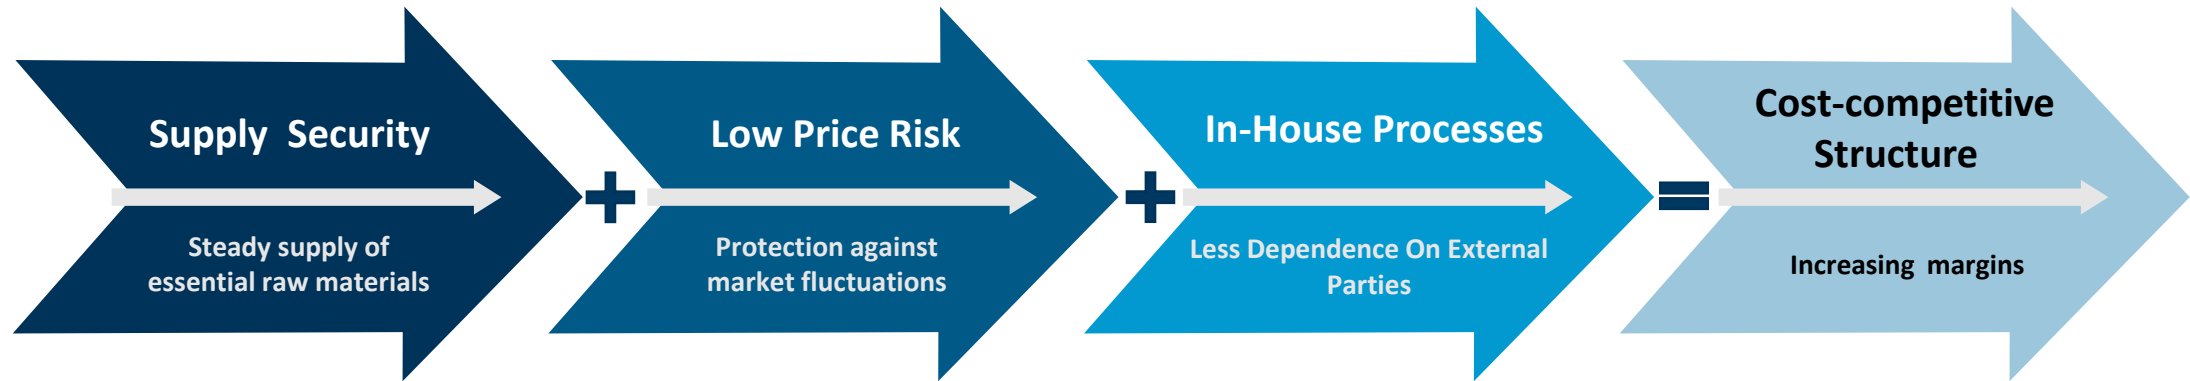 Supply  Security
Steady supply of
essential raw materials
+
Low Price Risk
Protection against
market fluctuations
+
In-House Processes
Less Dependence On External
Parties
=
Cost-competitive
Structure
Increasing  margins